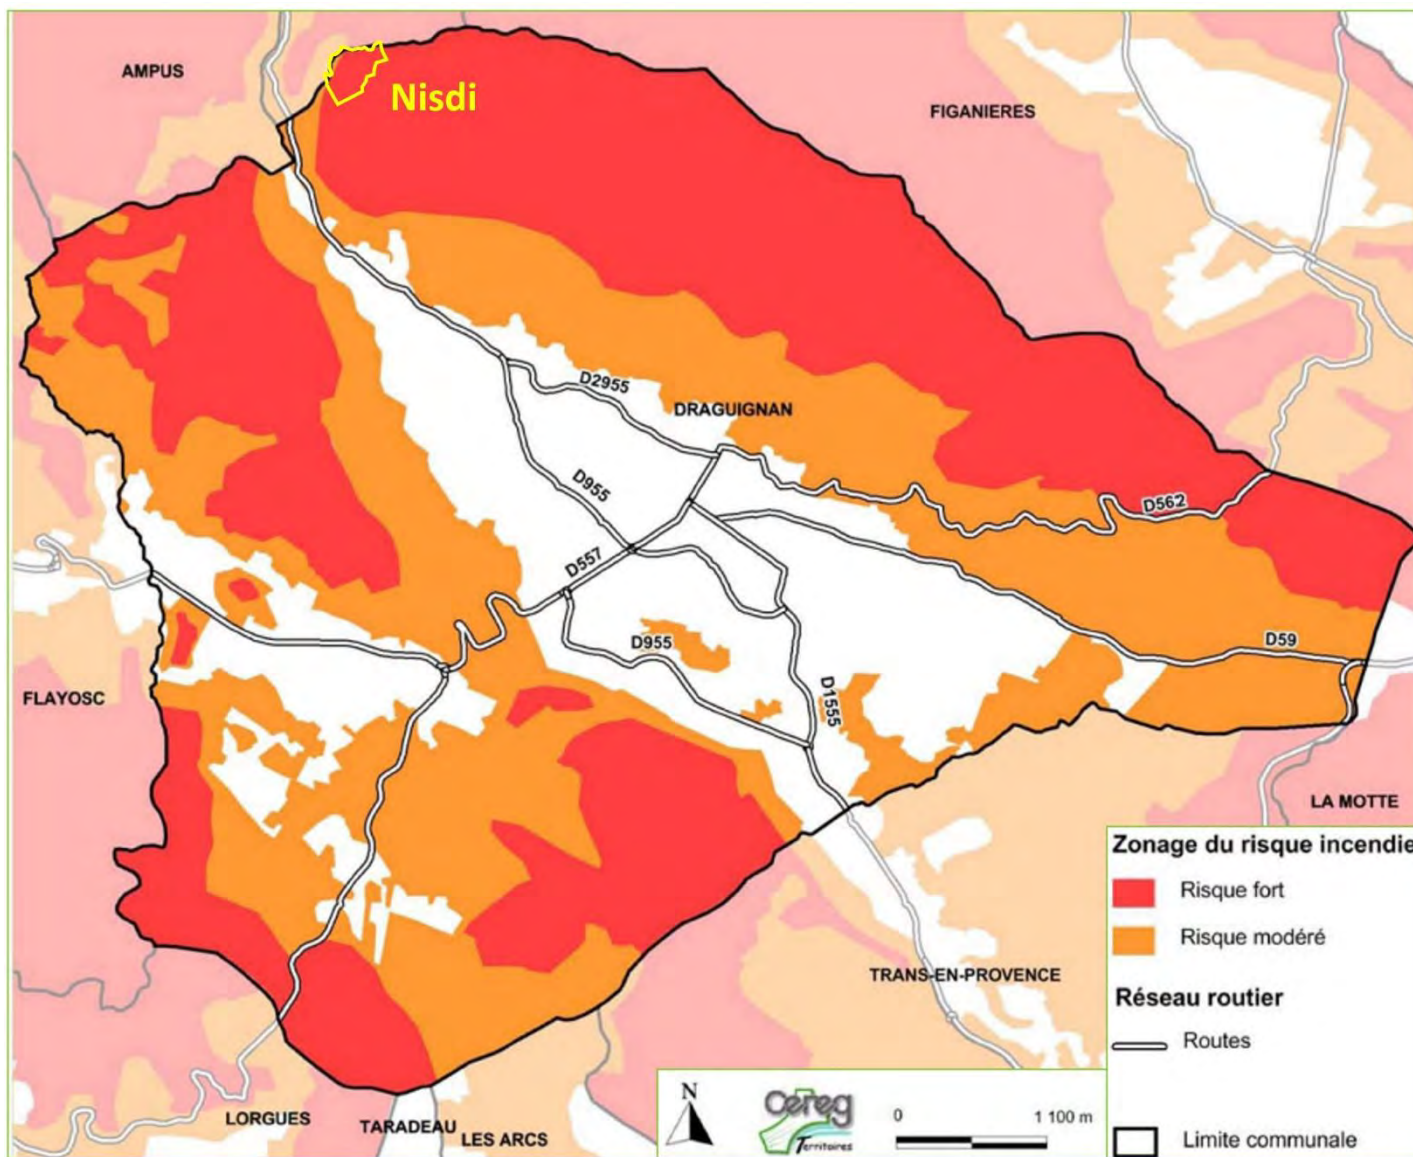 AMPUS
Nisdi
FIGANIERES
D2955
DRAGUIGNAN
D955
D562
D557
D955
D59
D1555
FLAYOSC
LA MOTTE
Zonage du risque incendie
Risque fort
Risque modéré
TRANS-EN-PROVENCE
Réseau routier
Routes
N
cereg
Territoires
0 1 100 m
LORGUES
TARADEAU
LES ARCS
Limite communale